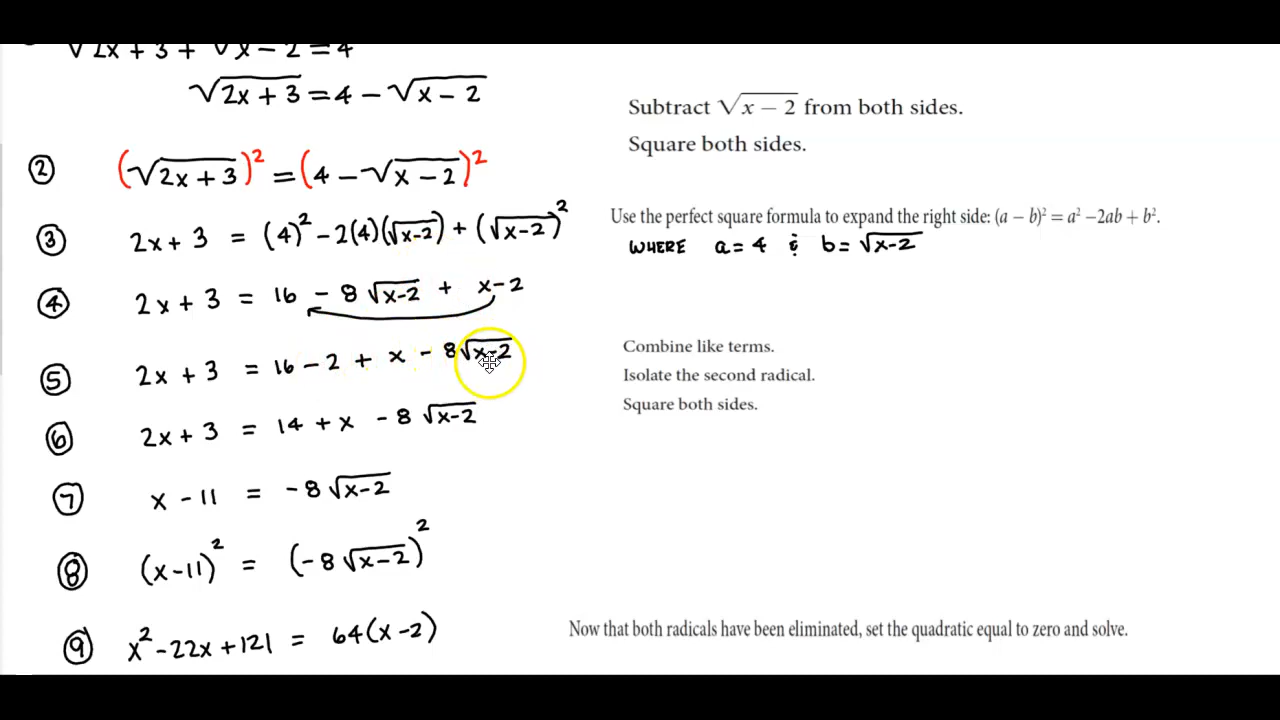 √2x + 3 + √x − 2 = 4
√2x + 3 = 4 − √x − 2
Subtract √x − 2 from both sides.
Square both sides.
② (√2x + 3)² = (4 − √x − 2)²
Use the perfect square formula to expand the right side: (a − b)² = a² −2ab + b².
③ 2x + 3 = (4)² − 2(4)(√x−2) + (√x−2)²
WHERE a = 4 & b = √x−2
④ 2x + 3 = 16 − 8√x−2 + x−2
⑤ 2x + 3 = 16 − 2 + x − 8√x−2
Combine like terms.
Isolate the second radical.
Square both sides.
⑥ 2x + 3 = 14 + x − 8√x−2
⑦ x − 11 = −8√x−2
⑧ (x−11)² = (−8√x−2)²
⑨ x² −22x + 121 = 64(x −2)
Now that both radicals have been eliminated, set the quadratic equal to zero and solve.